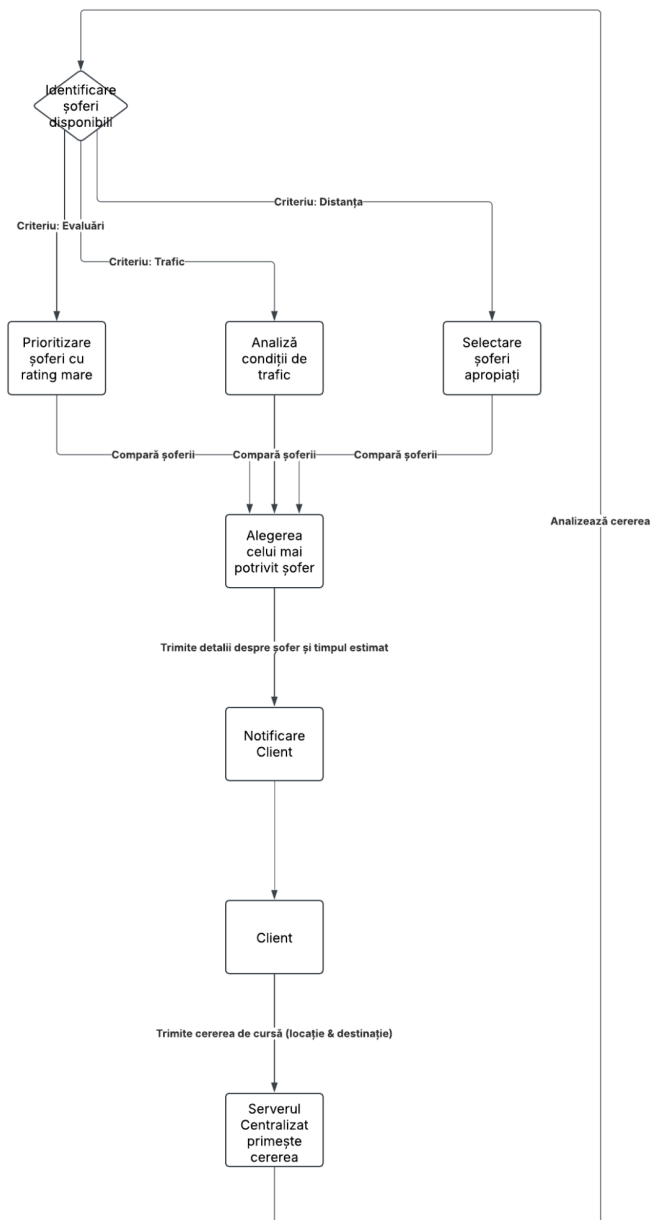 Identificare
șoferi
disponibili
Criteriu: Distanța
Criteriu: Evaluări
Criteriu: Trafic
Prioritizare
șoferi cu
rating mare
Analiză
condiții de
trafic
Selectare
șoferi
apropiați
Compară șoferii
Compară șoferii
Compară șoferii
Alegerea
celui mai
potrivit șofer
Analizează cererea
Trimite detalii despre șofer și timpul estimat
Notificare
Client
Client
Trimite cererea de cursă (locație & destinație)
Serverul
Centralizat
primește
cererea